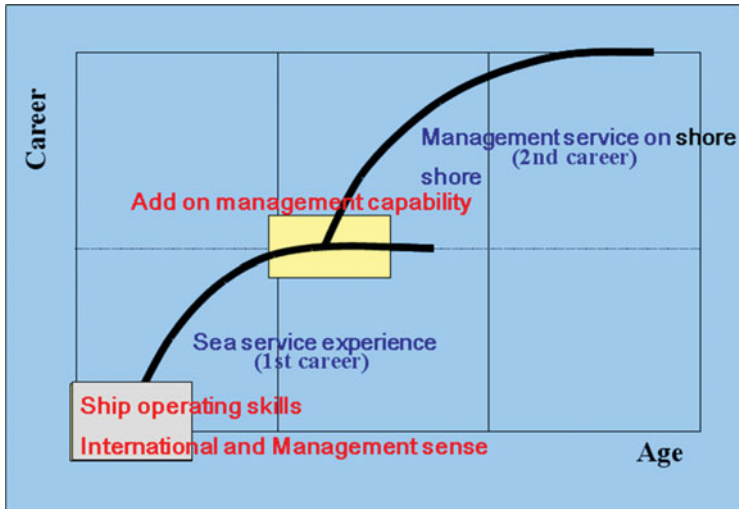 Career
Management service on shore
(2nd career)
shore
Add on management capability
Sea service experience
(1st career)
Ship operating skills
International and Management sense
Age